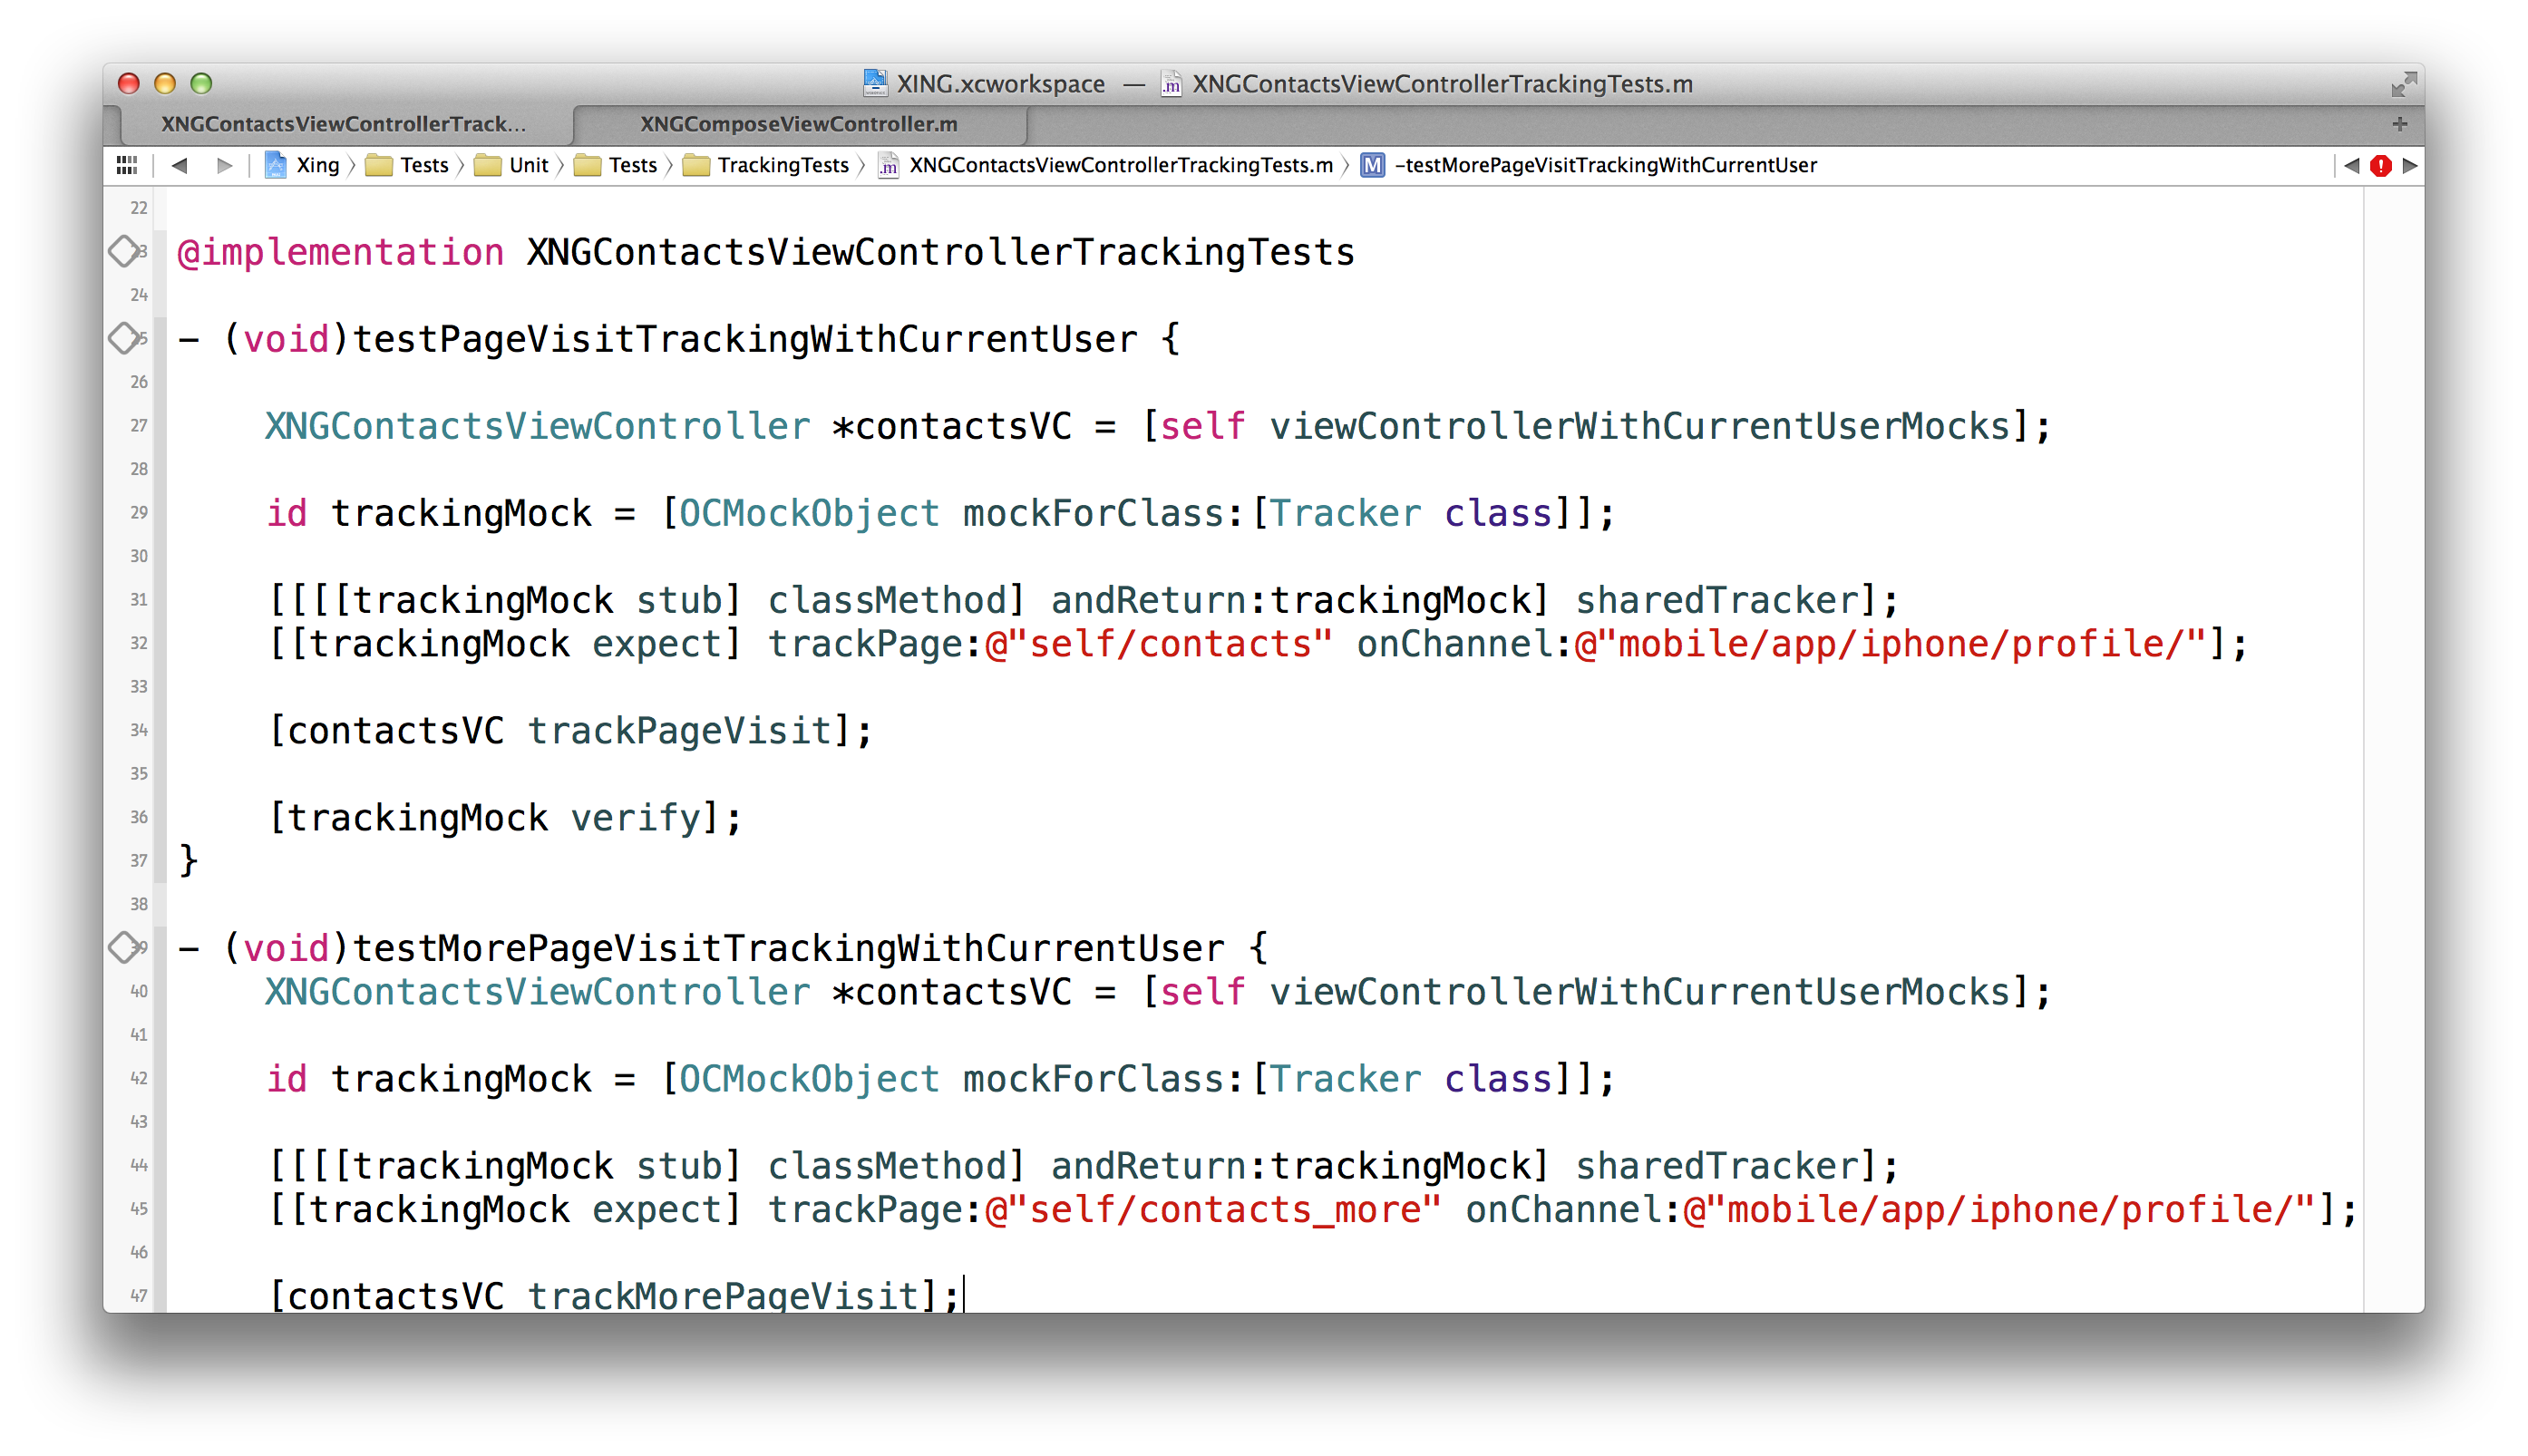 XING.xcworkspace — XNGContactsViewControllerTrackingTests.m
XNGContactsViewControllerTrack... XNGComposeViewController.m +
Xing Tests Unit Tests TrackingTests XNGContactsViewControllerTrackingTests.m M -testMorePageVisitTrackingWithCurrentUser
22
23 @implementation XNGContactsViewControllerTrackingTests
24
25 - (void)testPageVisitTrackingWithCurrentUser {
26
27 XNGContactsViewController *contactsVC = [self viewControllerWithCurrentUserMocks];
28
29 id trackingMock = [OCMockObject mockForClass:[Tracker class]];
30
31 [[[[trackingMock stub] classMethod] andReturn:trackingMock] sharedTracker];
32 [[trackingMock expect] trackPage:@"self/contacts" onChannel:@"mobile/app/iphone/profile/"];
33
34 [contactsVC trackPageVisit];
35
36 [trackingMock verify];
37 }
38
39 - (void)testMorePageVisitTrackingWithCurrentUser {
40 XNGContactsViewController *contactsVC = [self viewControllerWithCurrentUserMocks];
41
42 id trackingMock = [OCMockObject mockForClass:[Tracker class]];
43
44 [[[[trackingMock stub] classMethod] andReturn:trackingMock] sharedTracker];
45 [[trackingMock expect] trackPage:@"self/contacts_more" onChannel:@"mobile/app/iphone/profile/"];
46
47 [contactsVC trackMorePageVisit];